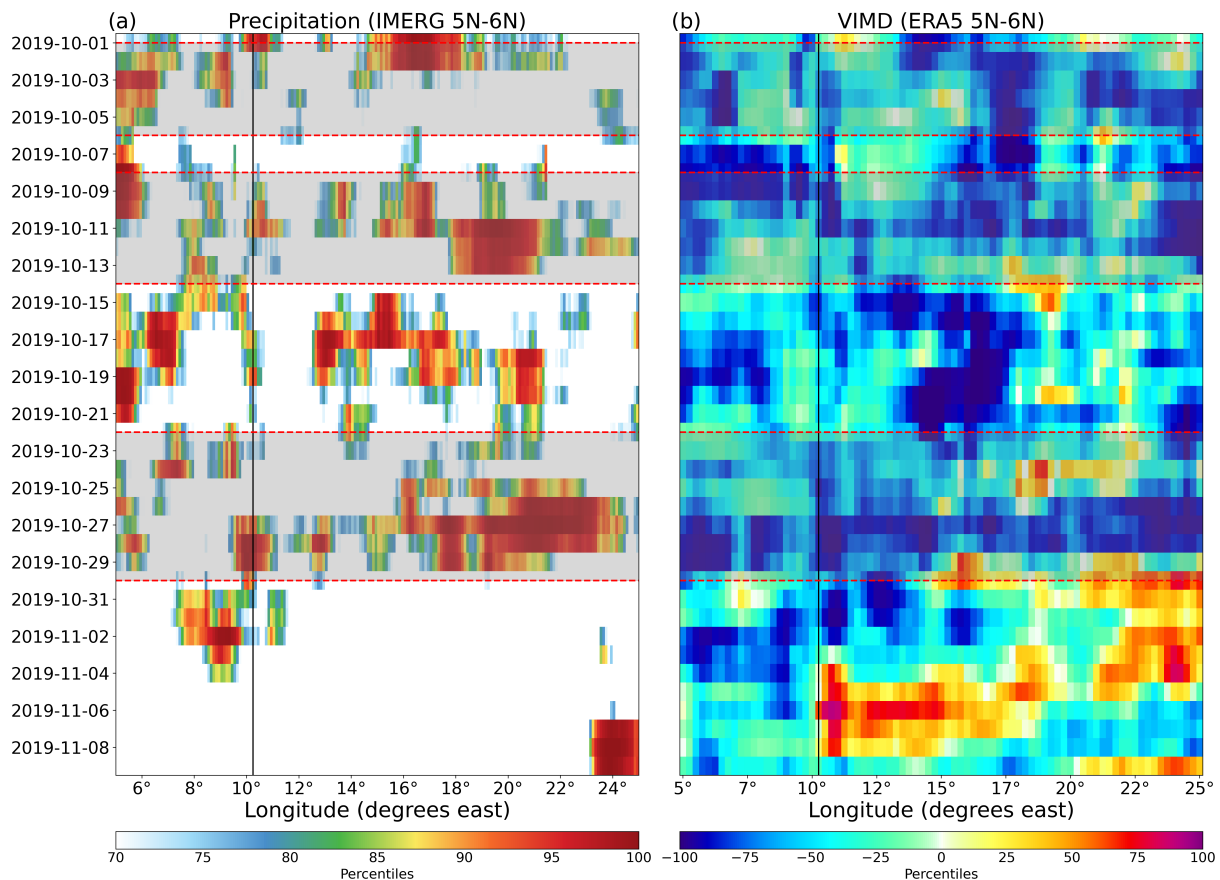 (a) Precipitation (IMERG 5N-6N)
2019-10-01
2019-10-03
2019-10-05
2019-10-07
2019-10-09
2019-10-11
2019-10-13
2019-10-15
2019-10-17
2019-10-19
2019-10-21
2019-10-23
2019-10-25
2019-10-27
2019-10-29
2019-10-31
2019-11-02
2019-11-04
2019-11-06
2019-11-08
6° 8° 10° 12° 14° 16° 18° 20° 22° 24°
Longitude (degrees east)
70 75 80 85 90 95 100
Percentiles
(b) VIMD (ERA5 5N-6N)
5° 7° 10° 12° 15° 17° 20° 22° 25°
Longitude (degrees east)
−100 −75 −50 −25 0 25 50 75 100
Percentiles